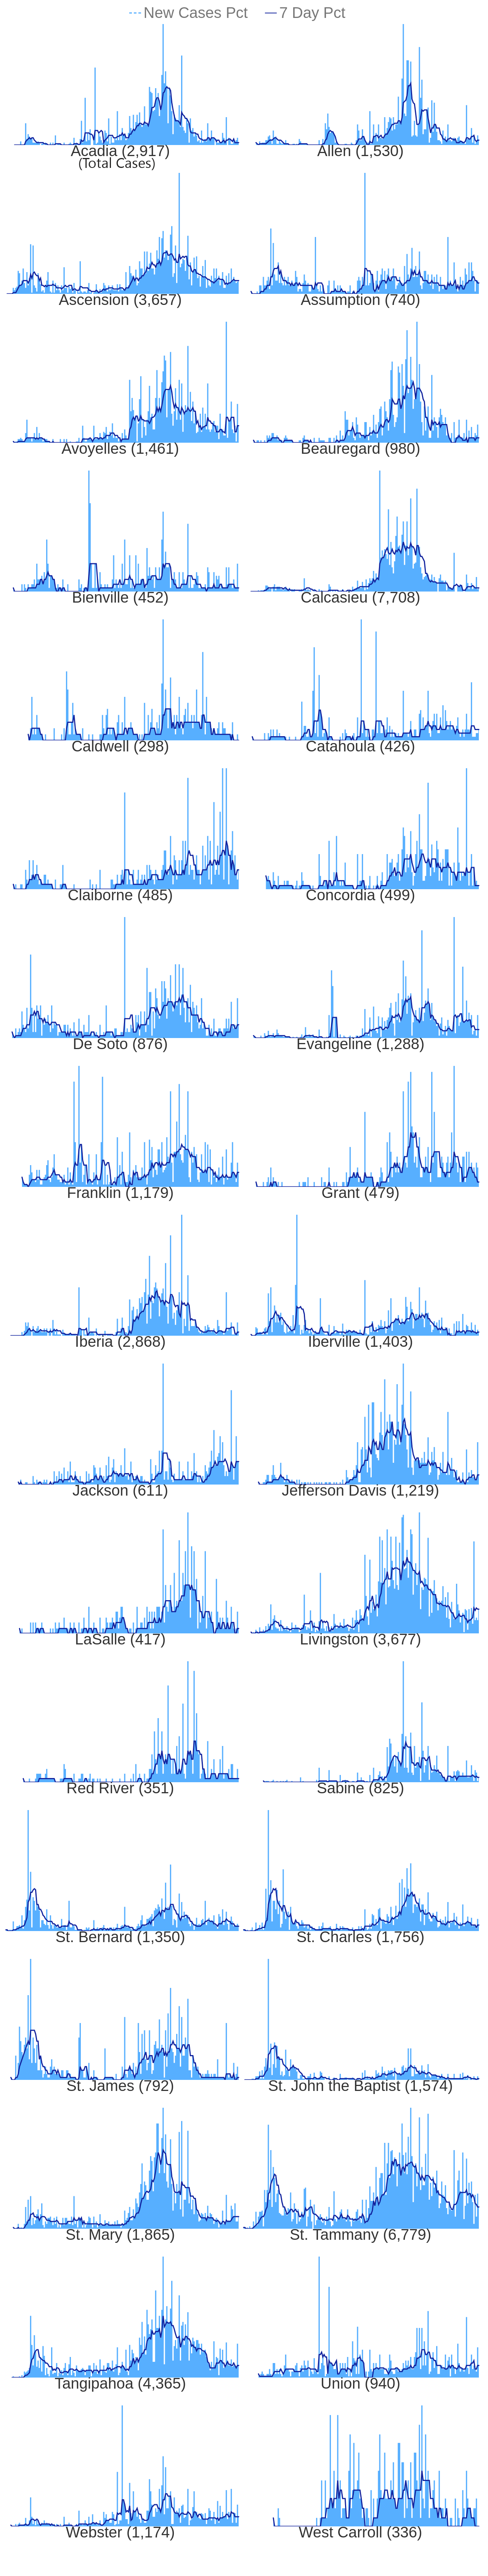 New Cases Pct 7 Day Pct
Acadia (2,917) Allen (1,530)
(Total Cases)
Ascension (3,657) Assumption (740)
Avoyelles (1,461) Beauregard (980)
Bienville (452) Calcasieu (7,708)
Caldwell (298) Catahoula (426)
Claiborne (485) Concordia (499)
De Soto (876) Evangeline (1,288)
Franklin (1,179) Grant (479)
Iberia (2,868) Iberville (1,403)
Jackson (611) Jefferson Davis (1,219)
LaSalle (417) Livingston (3,677)
Red River (351) Sabine (825)
St. Bernard (1,350) St. Charles (1,756)
St. James (792) St. John the Baptist (1,574)
St. Mary (1,865) St. Tammany (6,779)
Tangipahoa (4,365) Union (940)
Webster (1,174) West Carroll (336)